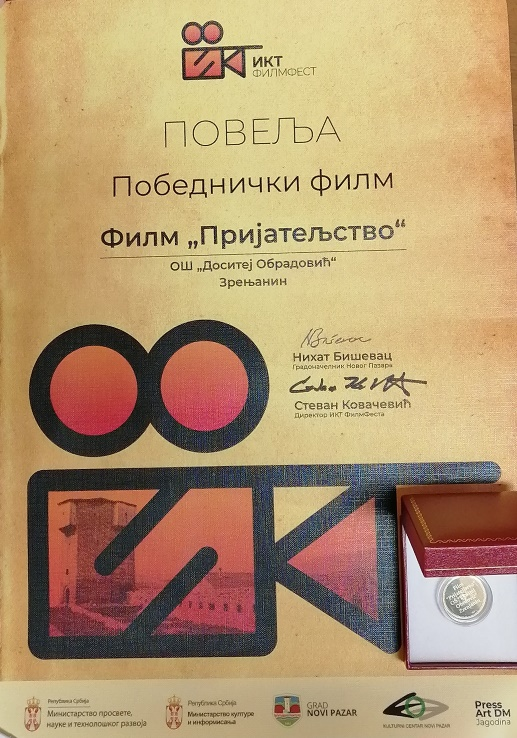 ИКТ
ФИЛМФЕСТ
ПОВЕЉА
Победнички филм
Филм „Пријатељство“
ОШ „Доситеј Обрадовић“
Зрењанин
Нихат Бишевац
Градоначелник Новог Пазара
Стеван Ковачевић
Директор ИКТ ФилмФеста
Република Србија
Министарство просвете,
науке и технолошког развоја
Република Србија
Министарство културе
и информисања
GRAD
NOVI PAZAR
KULTURNI CENTAR NOVI PAZAR
Press
Art DM
Jagodina